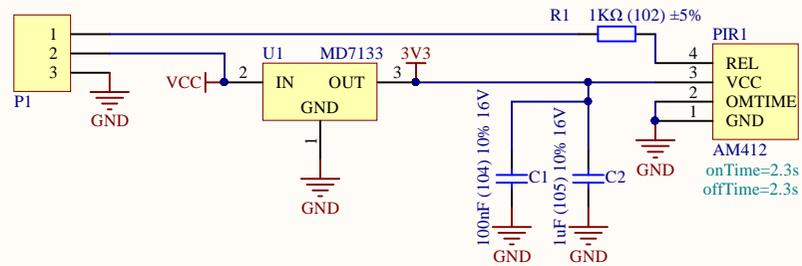 R1 1KΩ (102) ±5%
PIR1
1
2
3
P1
GND
VCC
2
U1 MD7133
IN OUT
GND
3
3V3
1
GND
4 REL
3 VCC
2 OMTIME
1 GND
AM412
onTime=2.3s
offTime=2.3s
GND
100nF (104) 10% 16V
C1
GND
1uF (105) 10% 16V
C2
GND